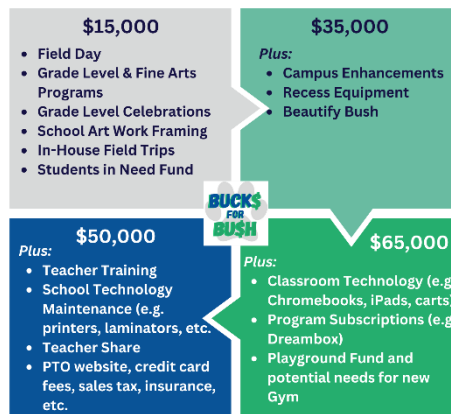 $15,000
• Field Day
• Grade Level & Fine Arts
Programs
• Grade Level Celebrations
• School Art Work Framing
• In-House Field Trips
• Students in Need Fund
$35,000
Plus:
• Campus Enhancements
• Recess Equipment
• Beautify Bush
BUCK$
FOR
BU$H
$50,000
Plus:
• Teacher Training
• School Technology
Maintenance (e.g.
printers, laminators, etc.
• Teacher Share
• PTO website, credit card
fees, sales tax, insurance,
etc.
$65,000
Plus:
• Classroom Technology (e.g
Chromebooks, iPads, carts)
• Program Subscriptions (e.g
Dreambox)
• Playground Fund and
potential needs for new
Gym